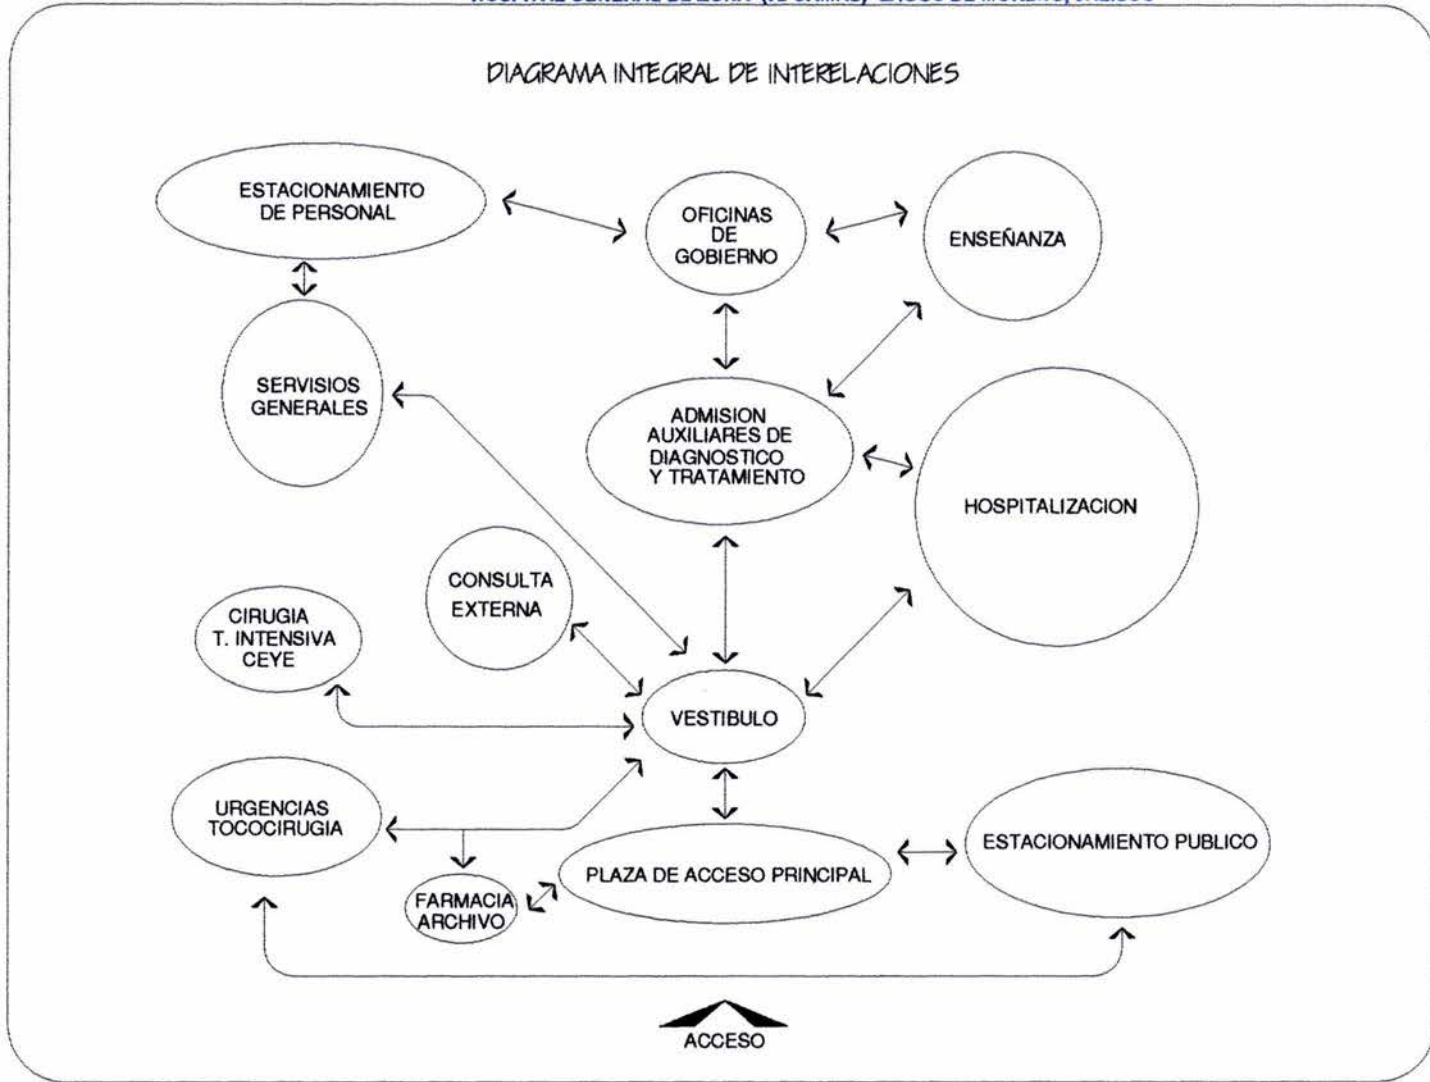 DIAGRAMA INTEGRAL DE INTERELACIONES
ESTACIONAMIENTO
DE PERSONAL
OFICINAS
DE
GOBIERNO
ENSEÑANZA
SERVISIOS
GENERALES
ADMISION
AUXILIARES DE
DIAGNOSTICO
Y TRATAMIENTO
HOSPITALIZACION
CONSULTA
EXTERNA
CIRUGIA
T. INTENSIVA
CEYE
VESTIBULO
URGENCIAS
TOCOCIRUGIA
PLAZA DE ACCESO PRINCIPAL
ESTACIONAMIENTO PUBLICO
FARMACIA
ARCHIVO
ACCESO